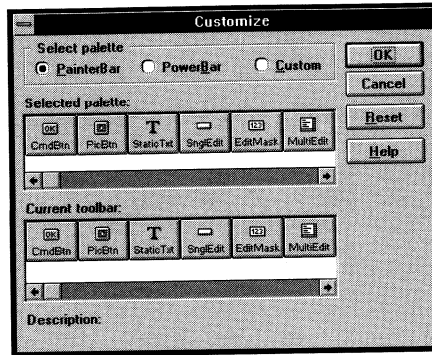 Customize
Select palette
PainterBar PowerBar Custom
OK
Cancel
Reset
Help
Selected palette:
OK 123
CmdBtn PicBtn StaticTxt SnglEdit EditMask MultiEdit
Current toolbar:
OK 123
CmdBtn PicBtn StaticTxt SnglEdit EditMask MultiEdit
Description: